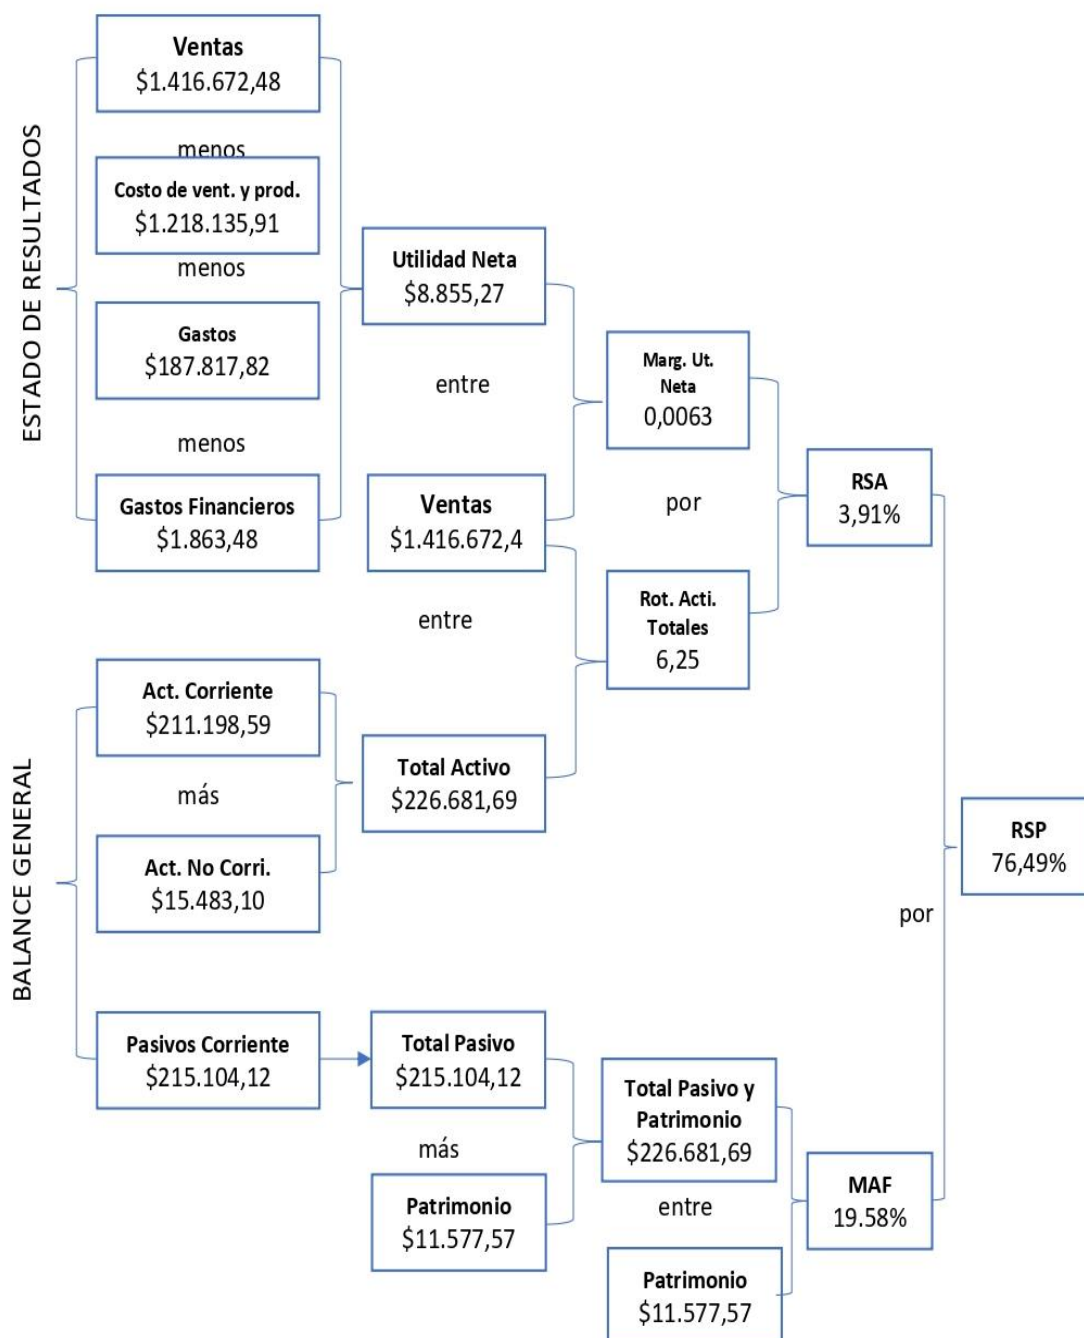 ESTADO DE RESULTADOS
Ventas
$1.416.672,48
menos
Costo de vent. y prod.
$1.218.135,91
menos
Gastos
$187.817,82
menos
Gastos Financieros
$1.863,48
Utilidad Neta
$8.855,27
entre
Ventas
$1.416.672,4
entre
Marg. Ut.
Neta
0,0063
por
Rot. Acti.
Totales
6,25
RSA
3,91%
BALANCE GENERAL
Act. Corriente
$211.198,59
más
Act. No Corri.
$15.483,10
Total Activo
$226.681,69
Pasivos Corriente
$215.104,12
Total Pasivo
$215.104,12
más
Patrimonio
$11.577,57
Total Pasivo y
Patrimonio
$226.681,69
entre
Patrimonio
$11.577,57
MAF
19.58%
por
RSP
76,49%